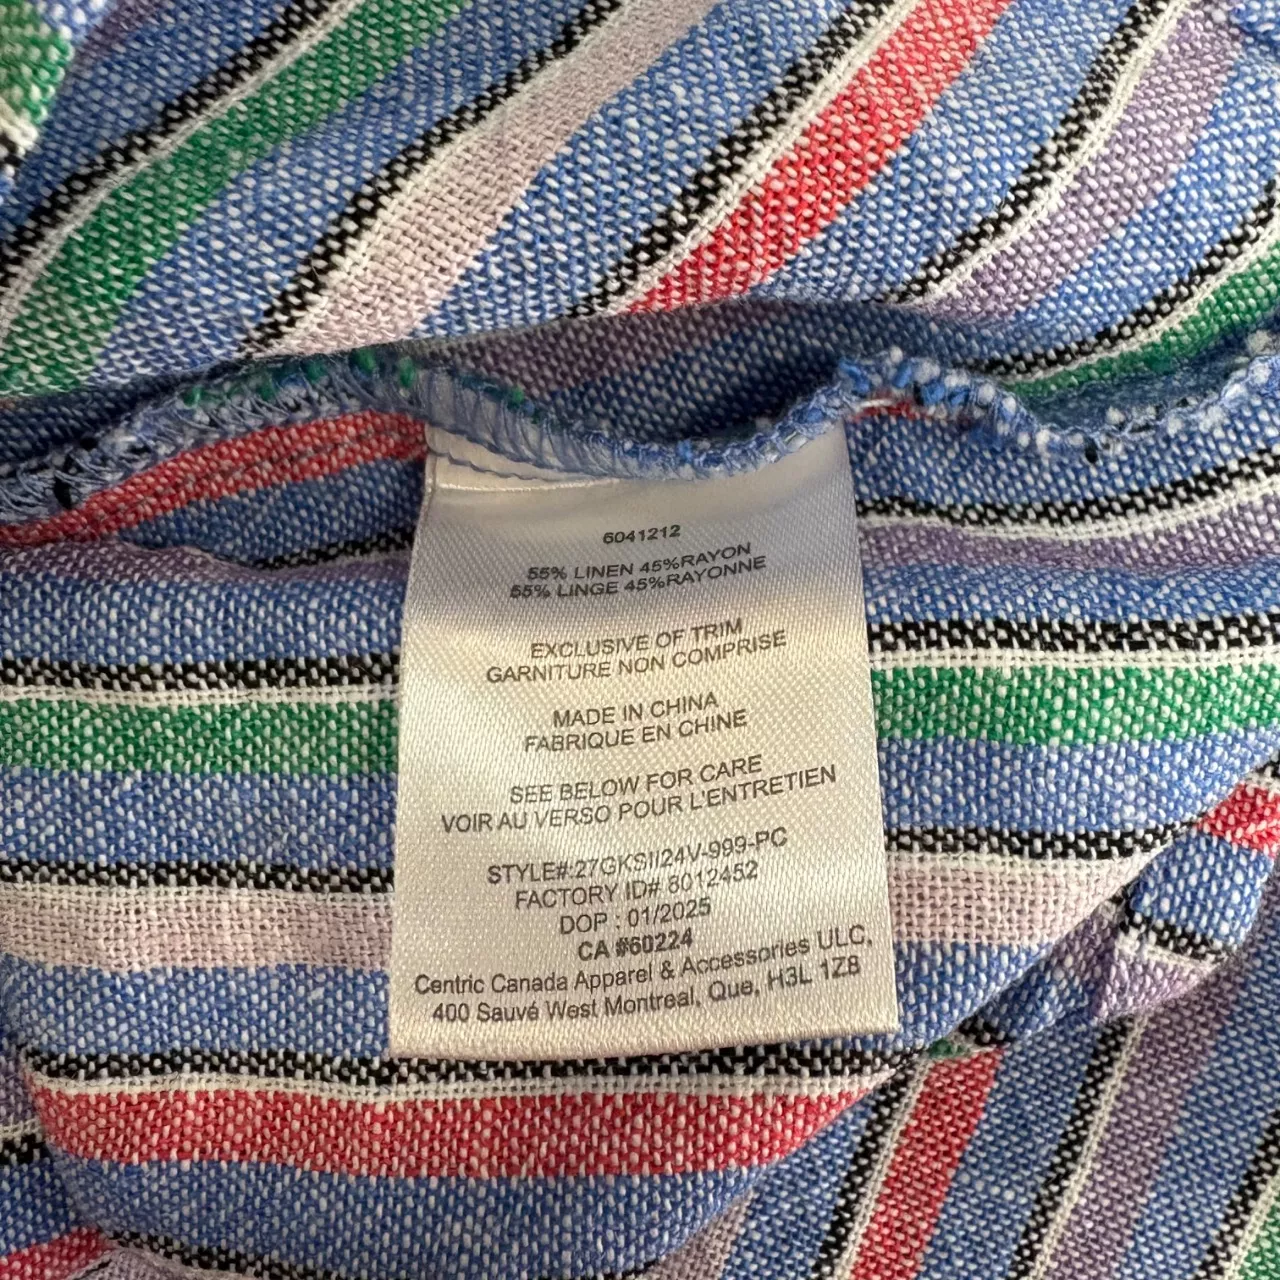 6041212
55% LINEN 45%RAYON
55% LINGE 45%RAYONNE
EXCLUSIVE OF TRIM
GARNITURE NON COMPRISE
MADE IN CHINA
FABRIQUE EN CHINE
SEE BELOW FOR CARE
VOIR AU VERSO POUR L'ENTRETIEN
STYLE#:27GKSII24V-999-PC
FACTORY ID# 8012452
DOP : 01/2025
CA #60224
Centric Canada Apparel & Accessories ULC,
400 Sauvé West Montreal, Que, H3L 1Z8